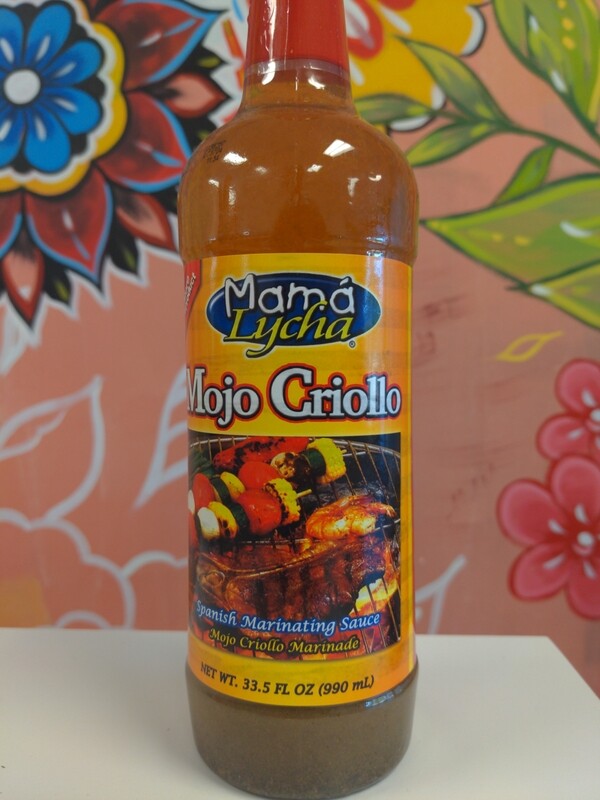 Mamá
Lycha
®
Mojo Criollo
Spanish Marinating Sauce
Mojo Criollo Marinade
NET WT. 33.5 FL OZ (990 mL)